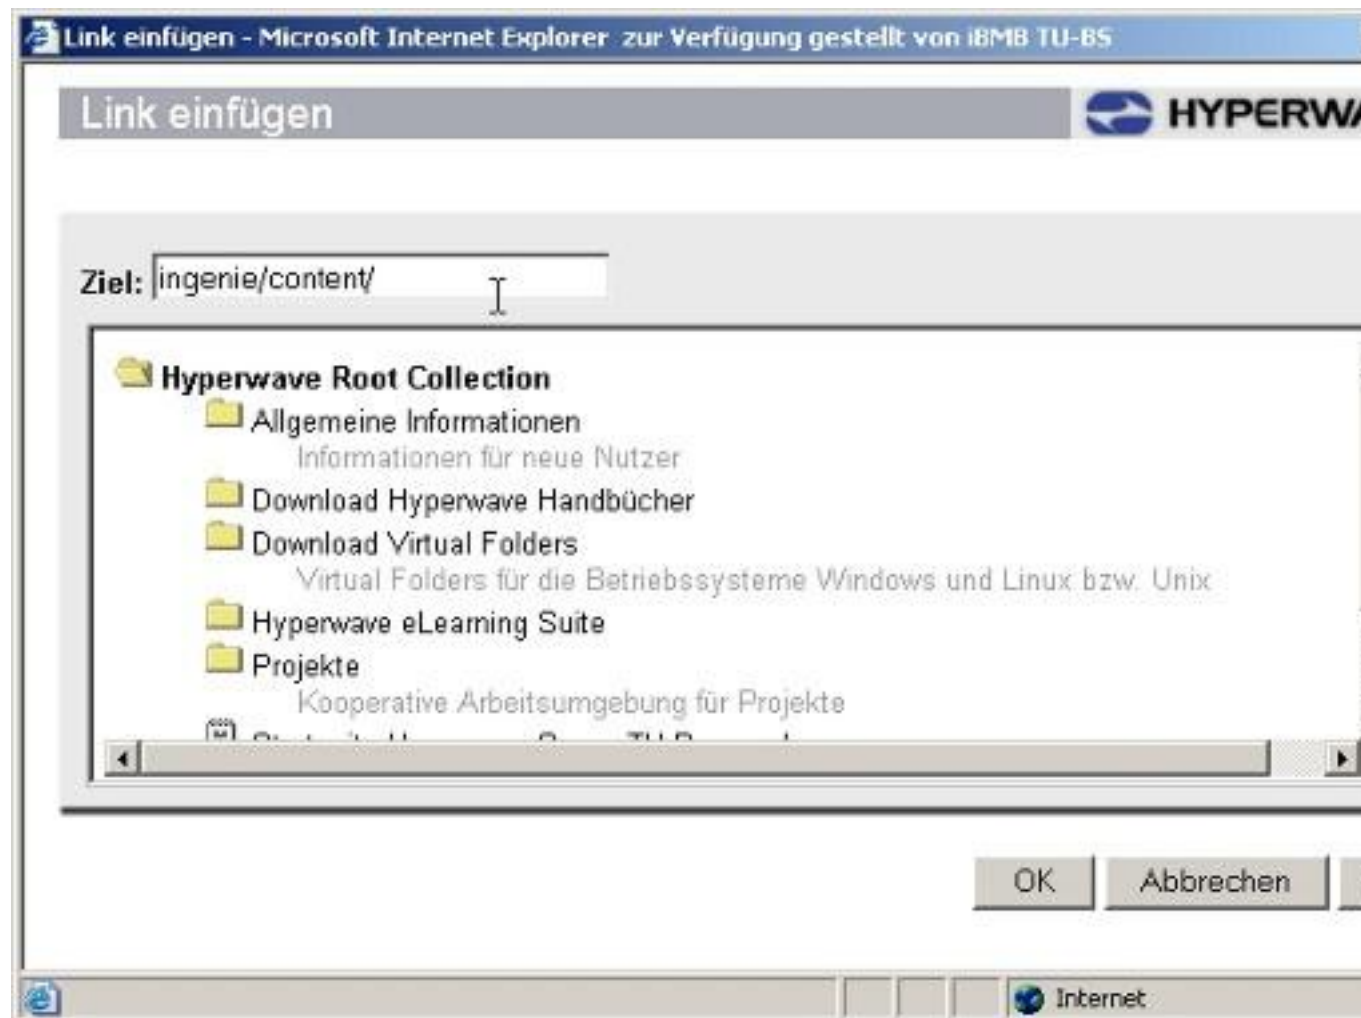 Link einfügen - Microsoft Internet Explorer zur Verfügung gestellt von iBMB TU-BS
Link einfügen
HYPERWA
Ziel: ingenie/content/
Hyperwave Root Collection
Allgemeine Informationen
Informationen für neue Nutzer
Download Hyperwave Handbücher
Download Virtual Folders
Virtual Folders für die Betriebssysteme Windows und Linux bzw. Unix
Hyperwave eLearning Suite
Projekte
Kooperative Arbeitsumgebung für Projekte
OK Abbrechen
Internet